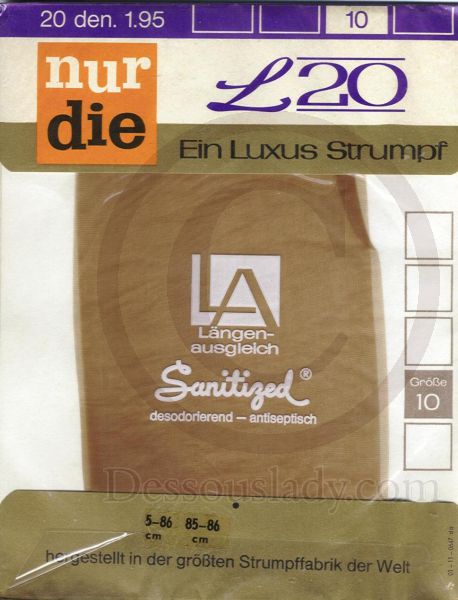 20 den. 1.95
10
nur
die
L20
Ein Luxus Strumpf
LA
Längen-
ausgleich
Sanitized®
desodorierend – antiseptisch
Größe
10
©
Dessouslady.com
5–86 85–86
cm cm
hergestellt in der größten Strumpffabrik der Welt